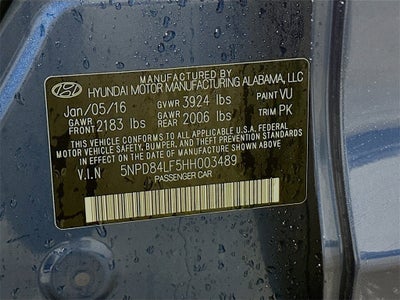 MANUFACTURED BY
HYUNDAI MOTOR MANUFACTURING ALABAMA, LLC
Jan/05/16 GVWR 3924 lbs PAINT VU
GAWR FRONT 2183 lbs GAWR REAR 2006 lbs TRIM PK
THIS VEHICLE CONFORMS TO ALL APPLICABLE U.S. FEDERAL
MOTOR VEHICLE SAFETY, BUMPER, AND THEFT PREVENTION STANDARDS
IN EFFECT ON THE DATE OF MANUFACTURE SHOWN ABOVE.
V.I.N 5NPD84LF5HH003489
PASSENGER CAR